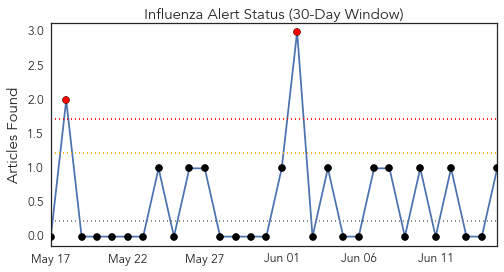 Influenza Alert Status (30-Day Window)
Articles Found
3.0
2.5
2.0
1.5
1.0
0.5
0.0
May 17
May 22
May 27
Jun 01
Jun 06
Jun 11